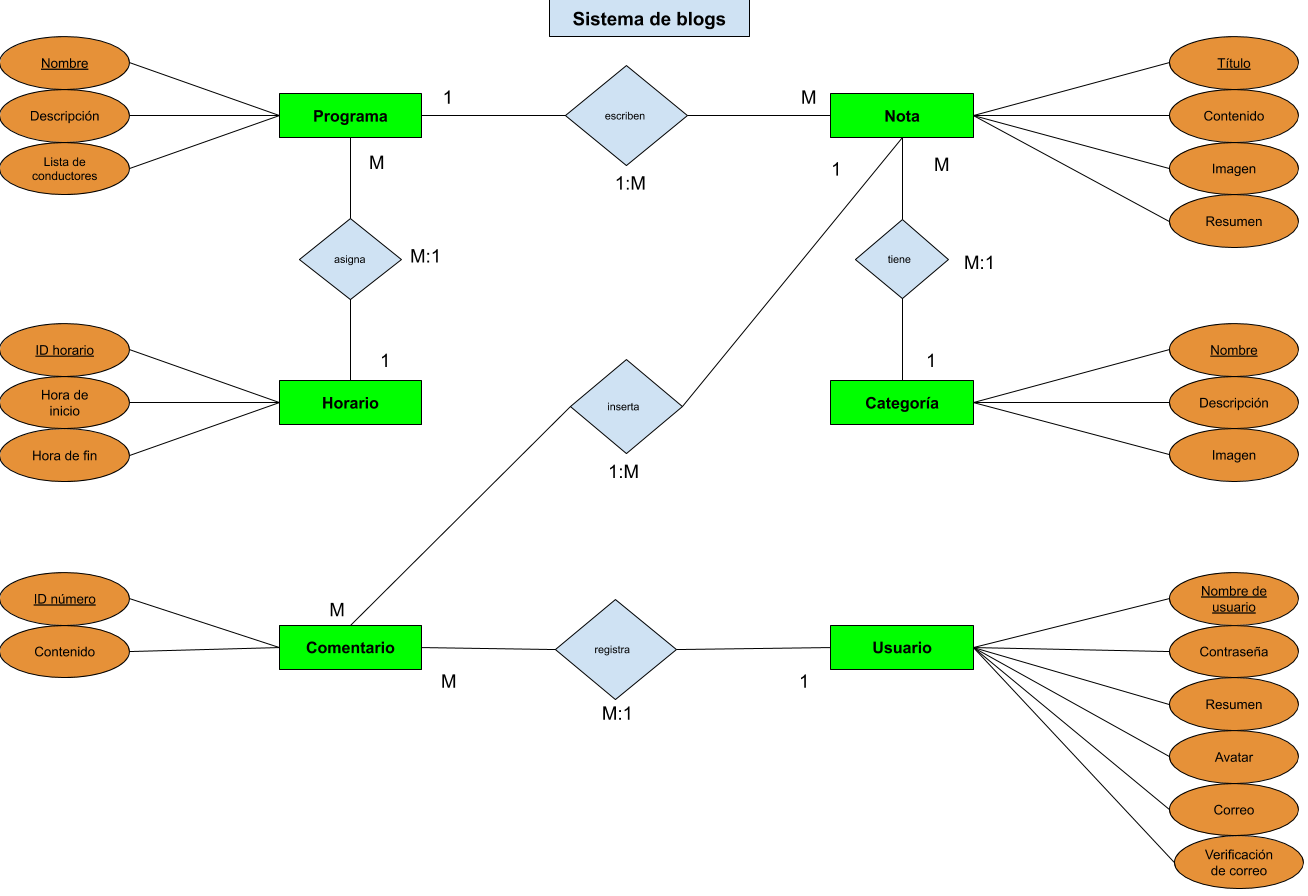 Sistema de blogs
Nombre
Descripción
Lista de
conductores
Programa
1
escriben
1:M
M
Nota
Título
Contenido
Imagen
Resumen
M
asigna
M:1
1
1
M
tiene
M:1
1
ID horario
Hora de
inicio
Hora de fin
Horario
inserta
1:M
Categoría
Nombre
Descripción
Imagen
ID número
Contenido
M
Comentario
M
registra
M:1
1
Usuario
Nombre de
usuario
Contraseña
Resumen
Avatar
Correo
Verificación
de correo